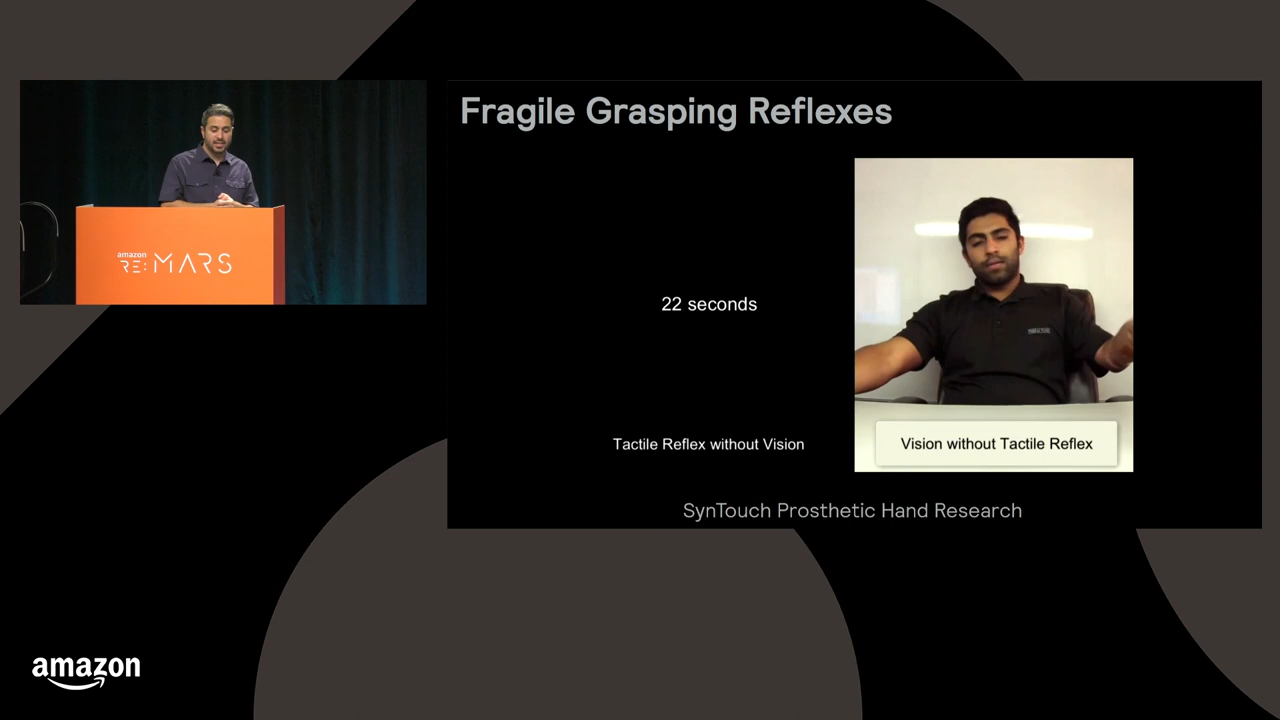 Fragile Grasping Reflexes
amazon
RE:MARS
22 seconds
Tactile Reflex without Vision
Vision without Tactile Reflex
SynTouch Prosthetic Hand Research
amazon